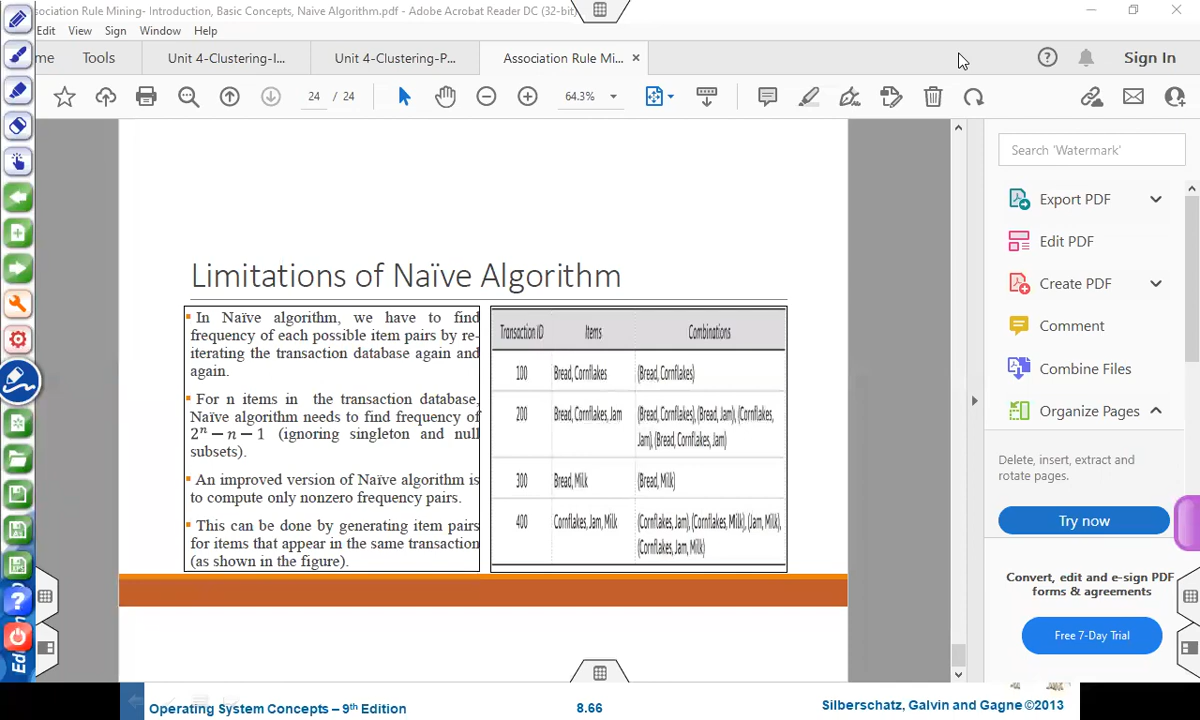 sociation Rule Mining- Introduction, Basic Concepts, Naive Algorithm.pdf - Adobe Acrobat Reader DC (32-bit)
Edit View Sign Window Help
me Tools Unit 4-Clustering-I... Unit 4-Clustering-P... Association Rule Mi... × Sign In
24 / 24 64.3%
Search 'Watermark'
Export PDF
Edit PDF
Create PDF
Comment
Combine Files
Organize Pages
Delete, insert, extract and
rotate pages.
Try now
Convert, edit and e-sign PDF
forms & agreements
Free 7-Day Trial
Limitations of Naïve Algorithm
▪ In Naïve algorithm, we have to find
frequency of each possible item pairs by re-
iterating the transaction database again and
again.
▪ For n items in the transaction database,
Naïve algorithm needs to find frequency of
2ⁿ − n − 1 (ignoring singleton and null
subsets).
▪ An improved version of Naïve algorithm is
to compute only nonzero frequency pairs.
▪ This can be done by generating item pairs
for items that appear in the same transaction
(as shown in the figure).
Transaction ID Items Combinations
100 Bread, Cornflakes (Bread, Cornflakes)
200 Bread, Cornflakes, Jam (Bread, Cornflakes), (Bread, Jam), (Cornflakes,
Jam), (Bread, Cornflakes, Jam)
300 Bread, Milk (Bread, Milk)
400 Cornflakes, Jam, Milk (Cornflakes, Jam), (Cornflakes, Milk), (Jam, Milk),
(Cornflakes, Jam, Milk)
Operating System Concepts – 9th Edition 8.66 Silberschatz, Galvin and Gagne ©2013